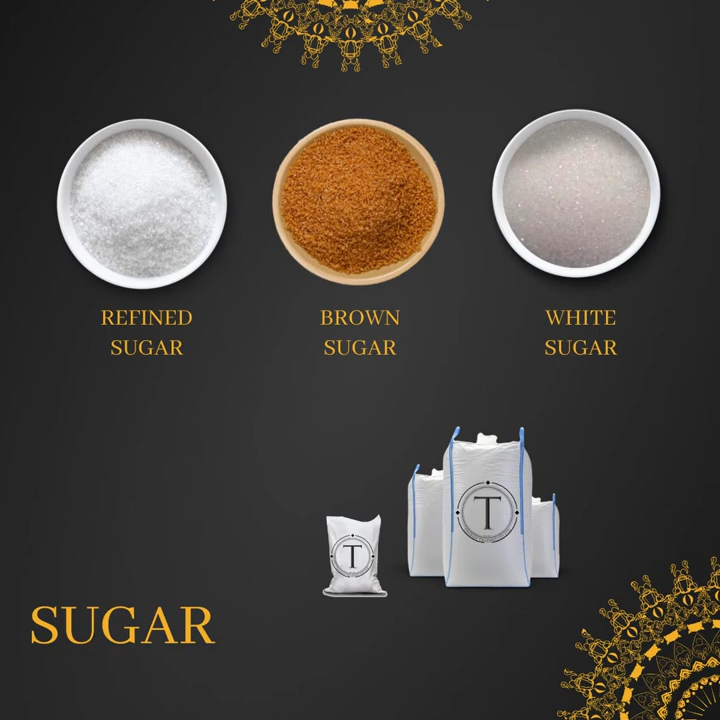 REFINED
SUGAR
BROWN
SUGAR
WHITE
SUGAR
T
T
SUGAR